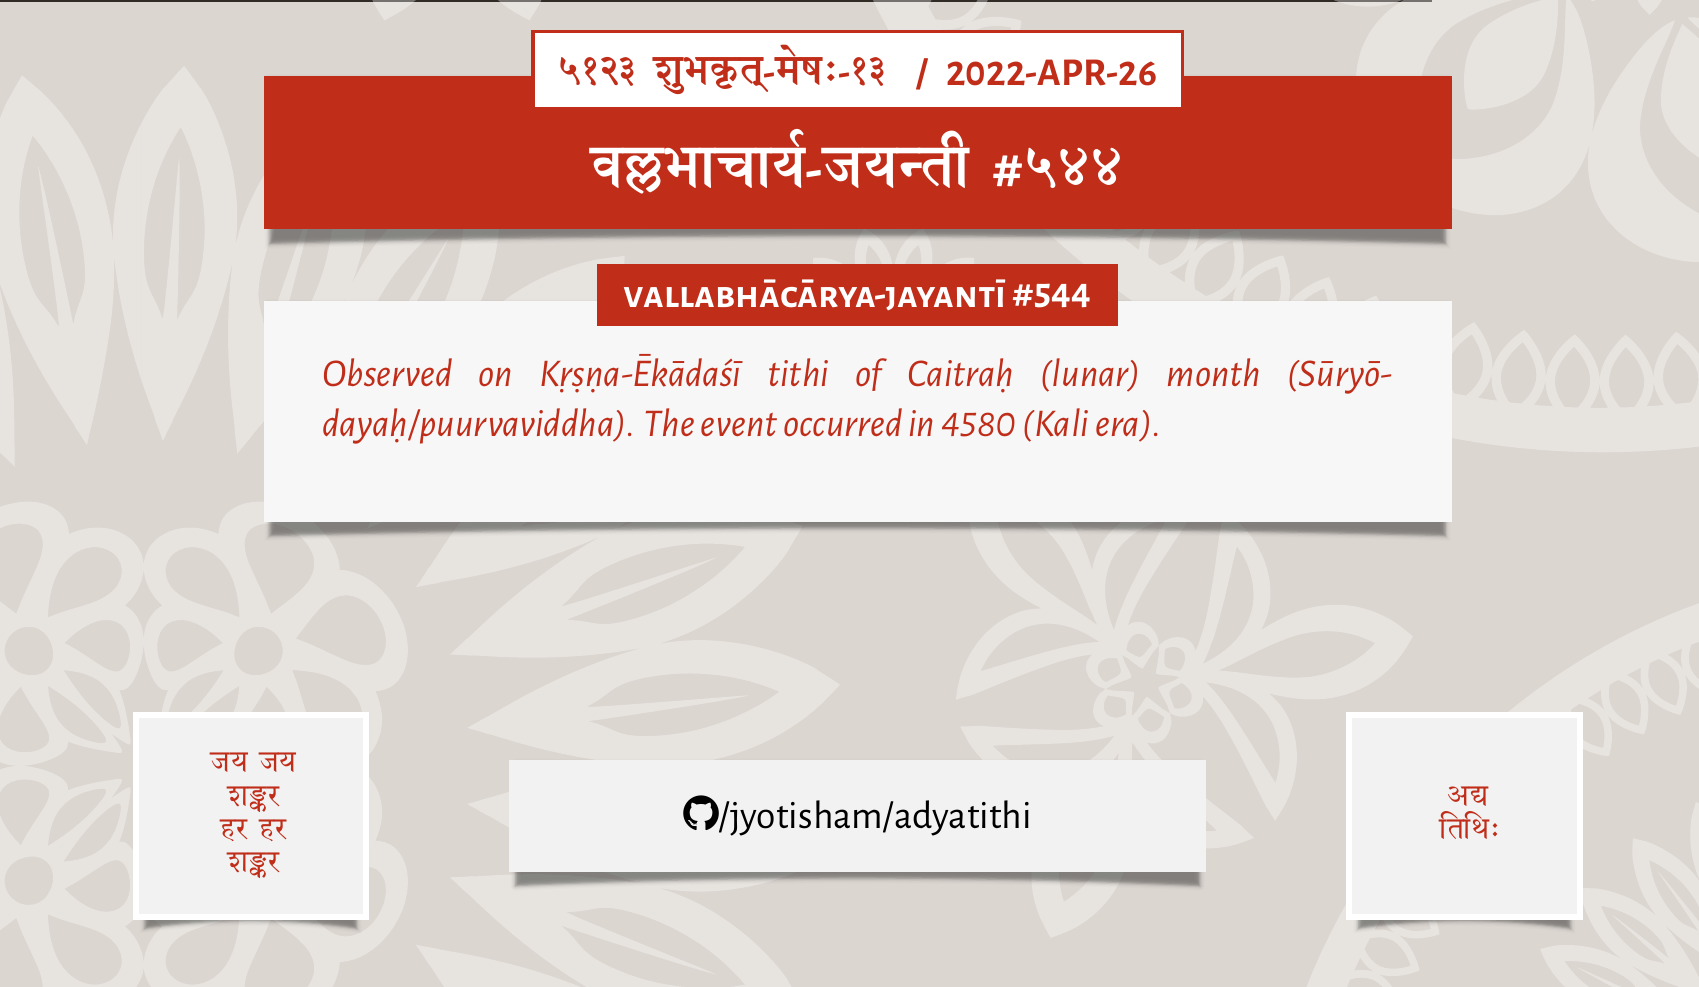 ५१२३ शुभकृत्-मेषः-१३ / 2022-APR-26
वल्लभाचार्य-जयन्ती #५४४
VALLABHĀCĀRYA-JAYANTĪ #544
Observed on Kṛṣṇa-Ēkādaśī tithi of Caitraḥ (lunar) month (Sūryō-
dayaḥ/puurvaviddha). The event occurred in 4580 (Kali era).
जय जय
शङ्कर
हर हर
शङ्कर
/jyotisham/adyatithi
अद्य
तिथिः